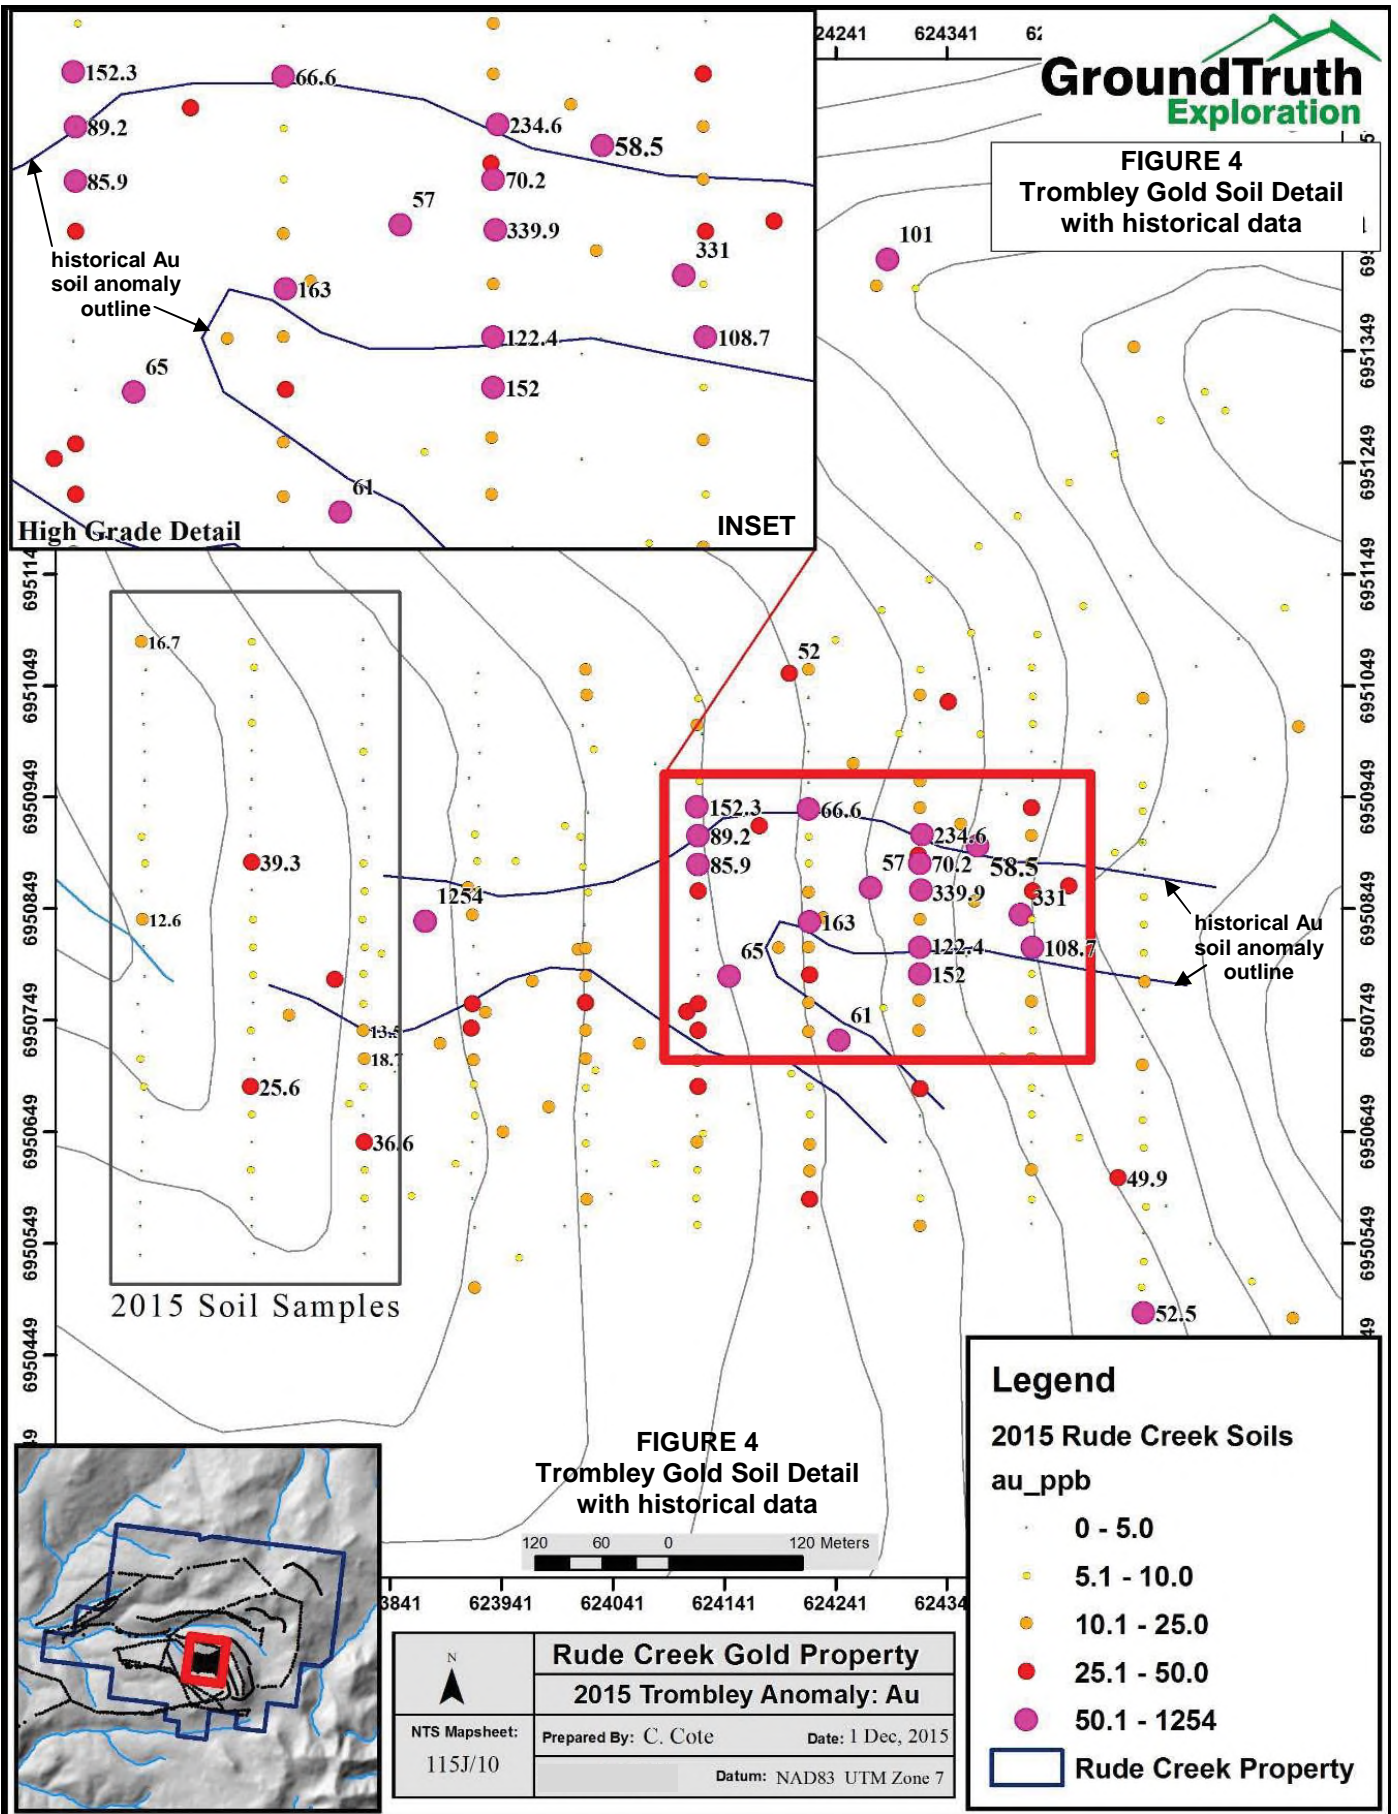 152.3
66.6
89.2
234.6
58.5
85.9
70.2
57
339.9
331
historical Au
soil anomaly
outline
163
122.4
108.7
65
152
61
High Grade Detail
INSET
24241
624341
GroundTruth
Exploration
FIGURE 4
Trombley Gold Soil Detail
with historical data
101
6951349
6951249
6951149
6951049
6950949
6950849
6950749
6950649
6950549
695114
6951049
6950949
6950849
6950749
6950649
6950549
6950449
16.7
39.3
12.6
13.5
18.7
25.6
36.6
2015 Soil Samples
52
1254
152.3
66.6
89.2
234.6
85.9
57
70.2
58.5
339.9
331
163
65
122.4
108.7
152
61
historical Au
soil anomaly
outline
49.9
52.5
FIGURE 4
Trombley Gold Soil Detail
with historical data
120
60
0
120 Meters
3841
623941
624041
624141
624241
62434
Legend
2015 Rude Creek Soils
au_ppb
0 - 5.0
5.1 - 10.0
10.1 - 25.0
25.1 - 50.0
50.1 - 1254
Rude Creek Property
N
NTS Mapsheet:
115J/10
Rude Creek Gold Property
2015 Trombley Anomaly: Au
Prepared By: C. Cote
Date: 1 Dec, 2015
Datum: NAD83 UTM Zone 7